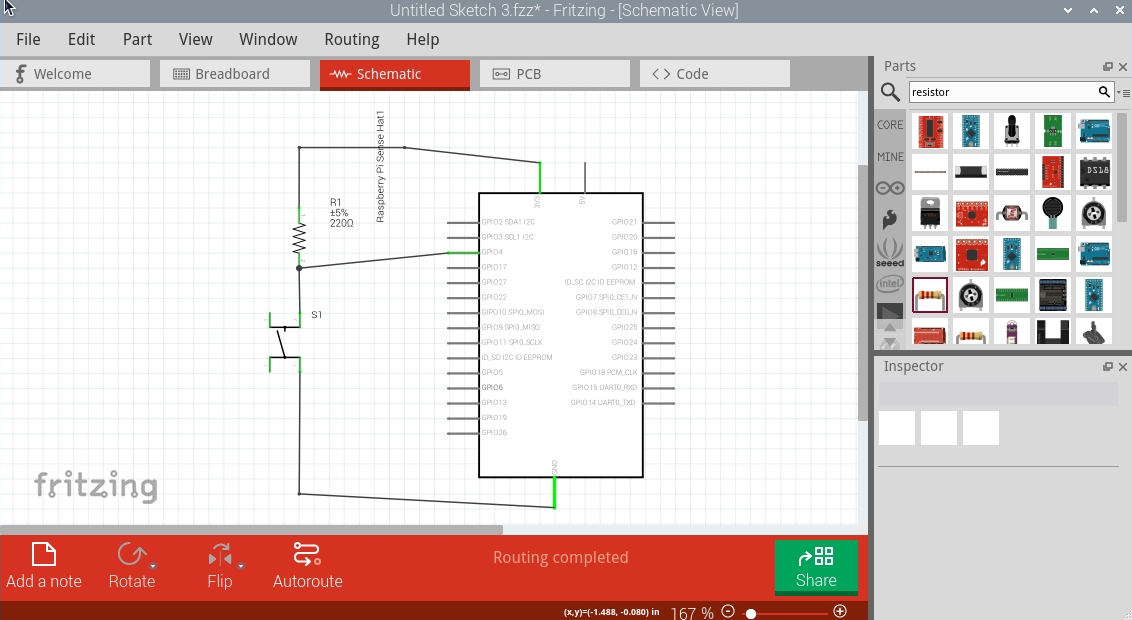 Untitled Sketch 3.fzz* - Fritzing - [Schematic View]
File Edit Part View Window Routing Help
Welcome Breadboard Schematic PCB Code
Parts
resistor
CORE
MINE
seeed
intel
DS18
Raspberry Pi Sense Hat1
R1
±5%
220Ω
S1
3V3
5V
GPIO2 SDA1 I2C
GPIO3 SCL1 I2C
GPIO4
GPIO17
GPIO27
GPIO22
GPIO10 SPI0_MOSI
GPIO9 SPI0_MISO
GPIO11 SPI0_SCLK
ID_SD I2C ID EEPROM
GPIO5
GPIO6
GPIO13
GPIO19
GPIO26
GPIO21
GPIO20
GPIO16
GPIO12
ID_SC I2C ID EEPROM
GPIO7 SPI0_CE1_N
GPIO8 SPI0_CE0_N
GPIO25
GPIO24
GPIO23
GPIO18 PCM_CLK
GPIO15 UART0_RXD
GPIO14 UART0_TXD
GND
fritzing
Inspector
Add a note Rotate Flip Autoroute
Routing completed
Share
(x,y)=(-1.488, -0.080) in 167 %